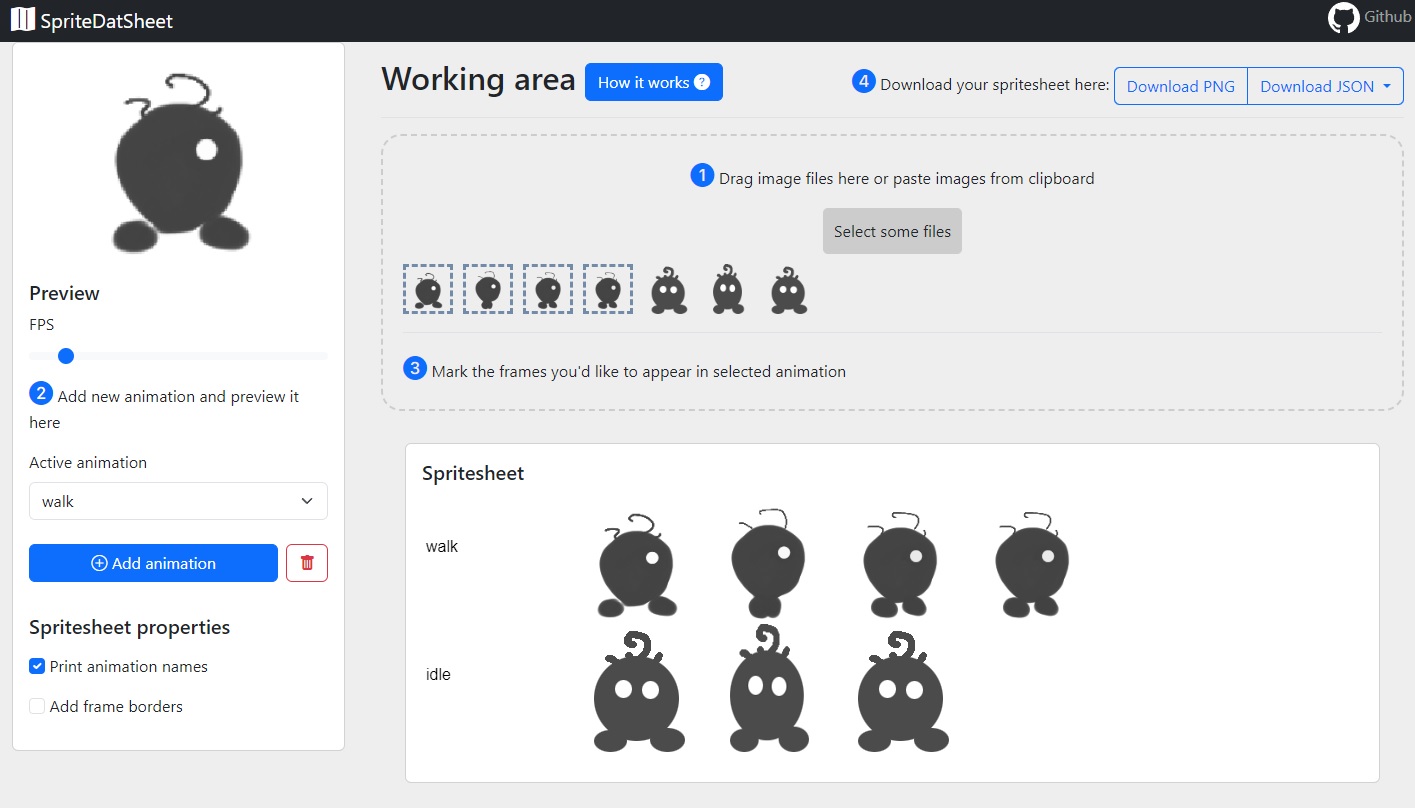 SpriteDatSheet
Github
Working area
How it works ?
4 Download your spritesheet here:
Download PNG
Download JSON
1 Drag image files here or paste images from clipboard
Select some files
3 Mark the frames you'd like to appear in selected animation
Preview
FPS
2 Add new animation and preview it
here
Active animation
walk
Add animation
Spritesheet properties
Print animation names
Add frame borders
Spritesheet
walk
idle